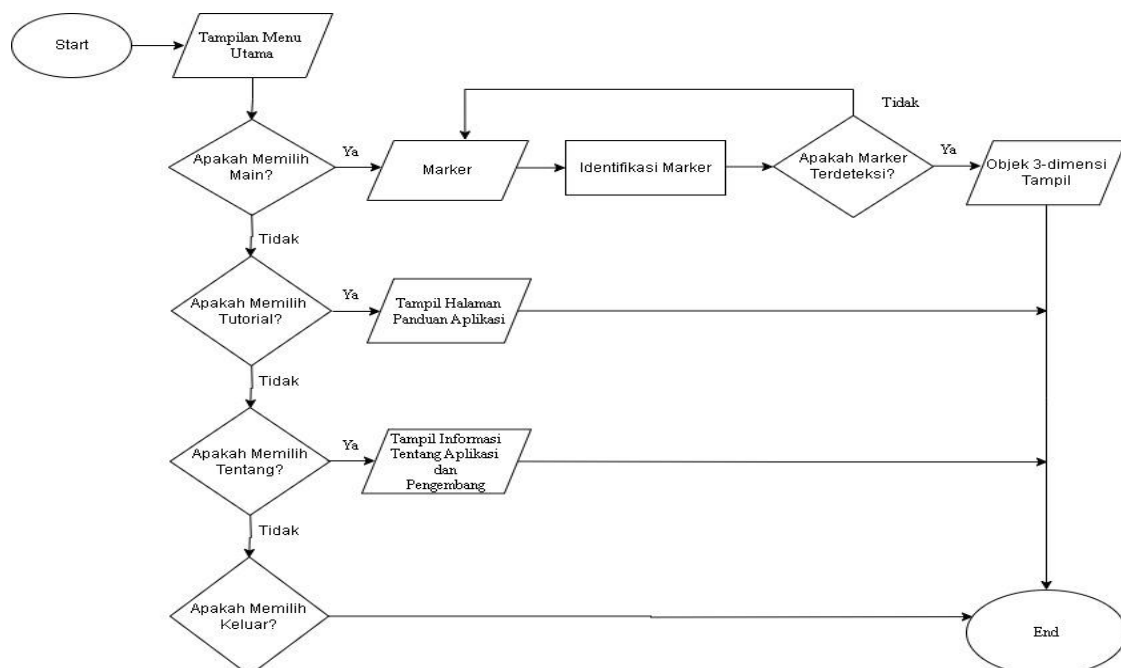 Start
Tampilan Menu
Utama
Tidak
Apakah Memilih
Main?
Ya
Marker
Identifikasi Marker
Apakah Marker
Terdeteksi?
Ya
Objek 3-dimensi
Tampil
Tidak
Apakah Memilih
Tutorial?
Ya
Tampil Halaman
Panduan Aplikasi
Tidak
Apakah Memilih
Tentang?
Ya
Tampil Informasi
Tentang Aplikasi
dan
Pengembang
Tidak
Apakah Memilih
Keluar?
End